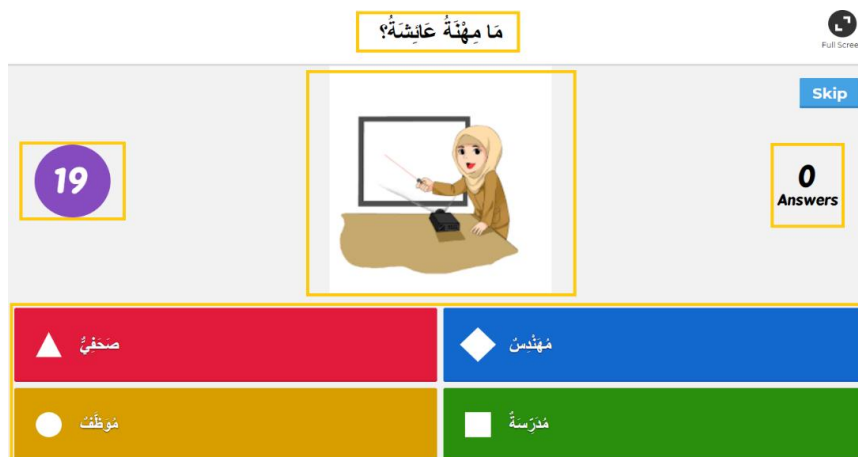 مَا مِهْنَةُ عَائِشَةُ؟
Full Scree
Skip
19
0
Answers
صَحَفِيٌّ
مُهَنْدِسٌ
مُوَظَّفٌ
مُدَرِّسَةٌ